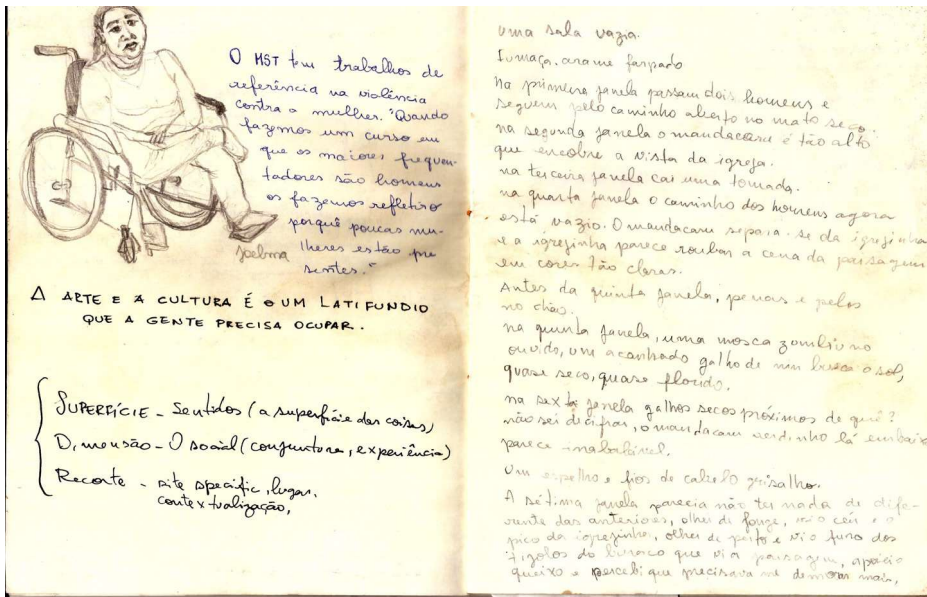 O MST tem trabalhos de
referência na violência
contra a mulher. "Quando
fazemos um curso em
que os maiores frequen-
tadores são homens
os fazemos refletir o
porquê poucas mu-
lheres estão pre
sentes."
Joelma
A ARTE E A CULTURA É O UM LATIFUNDIO
QUE A GENTE PRECISA OCUPAR.
SUPERFÍCIE - Sentidos (a superfície das coisas)
Dimensão - O social (conjuntura, experiência)
Recorte - site specific, lugar,
contextualização,
uma sala vazia.
Fumaça, arame farpado
Na primeira janela passam dois homens e
seguem pelo caminho aberto no mato seco.
na segunda janela o mandacaru é tão alto
que encobre a vista da igreja.
na terceira janela cai uma tomada.
na quarta janela o caminho dos homens agora
está vazio. O mandacaru separa-se da igrejinha
e a igrejinha parece roubar a cena da paisagem
em cores tão claras.
Antes da quinta janela, penas e pelos
no chão.
na quinta janela, uma mosca zumbiu no
ouvido, um acanhado galho de nim busca o sol,
quase seco, quase florido.
na sexta janela galhos secos próximos de quê?
não sei decifrar, o mandacaru verdinho lá embaixo
parece inabalável.
Um espelho e fios de cabelo grisalho.
A sétima janela parecia não ter nada de dife-
rente das anteriores, olhei de longe, vi o céu e o
pico da igrejinha, olhei de perto e vi o furo dos
tijolos do buraco que via a paisagem, apoio o
queixo e percebi que precisava me demorar mais,